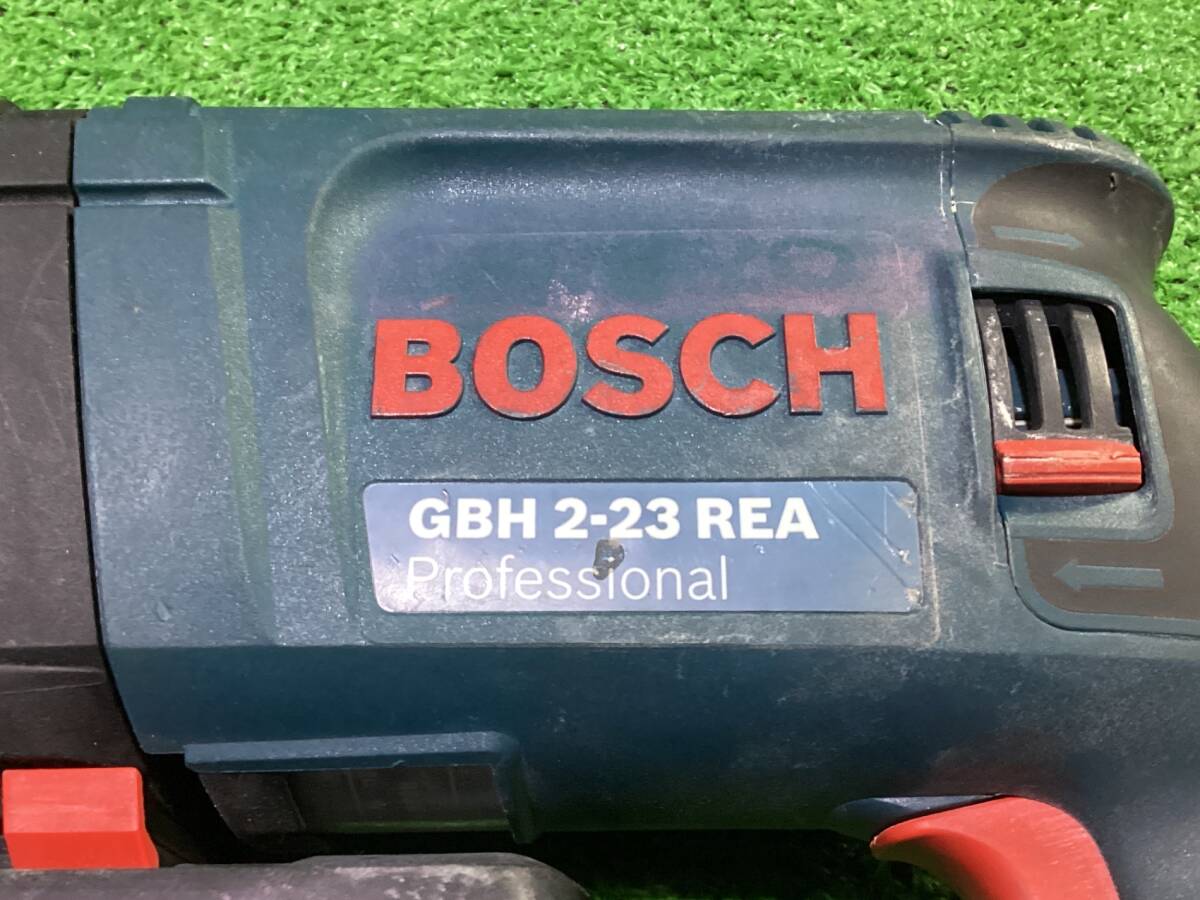 BOSCH
GBH 2-23 REA
Professional